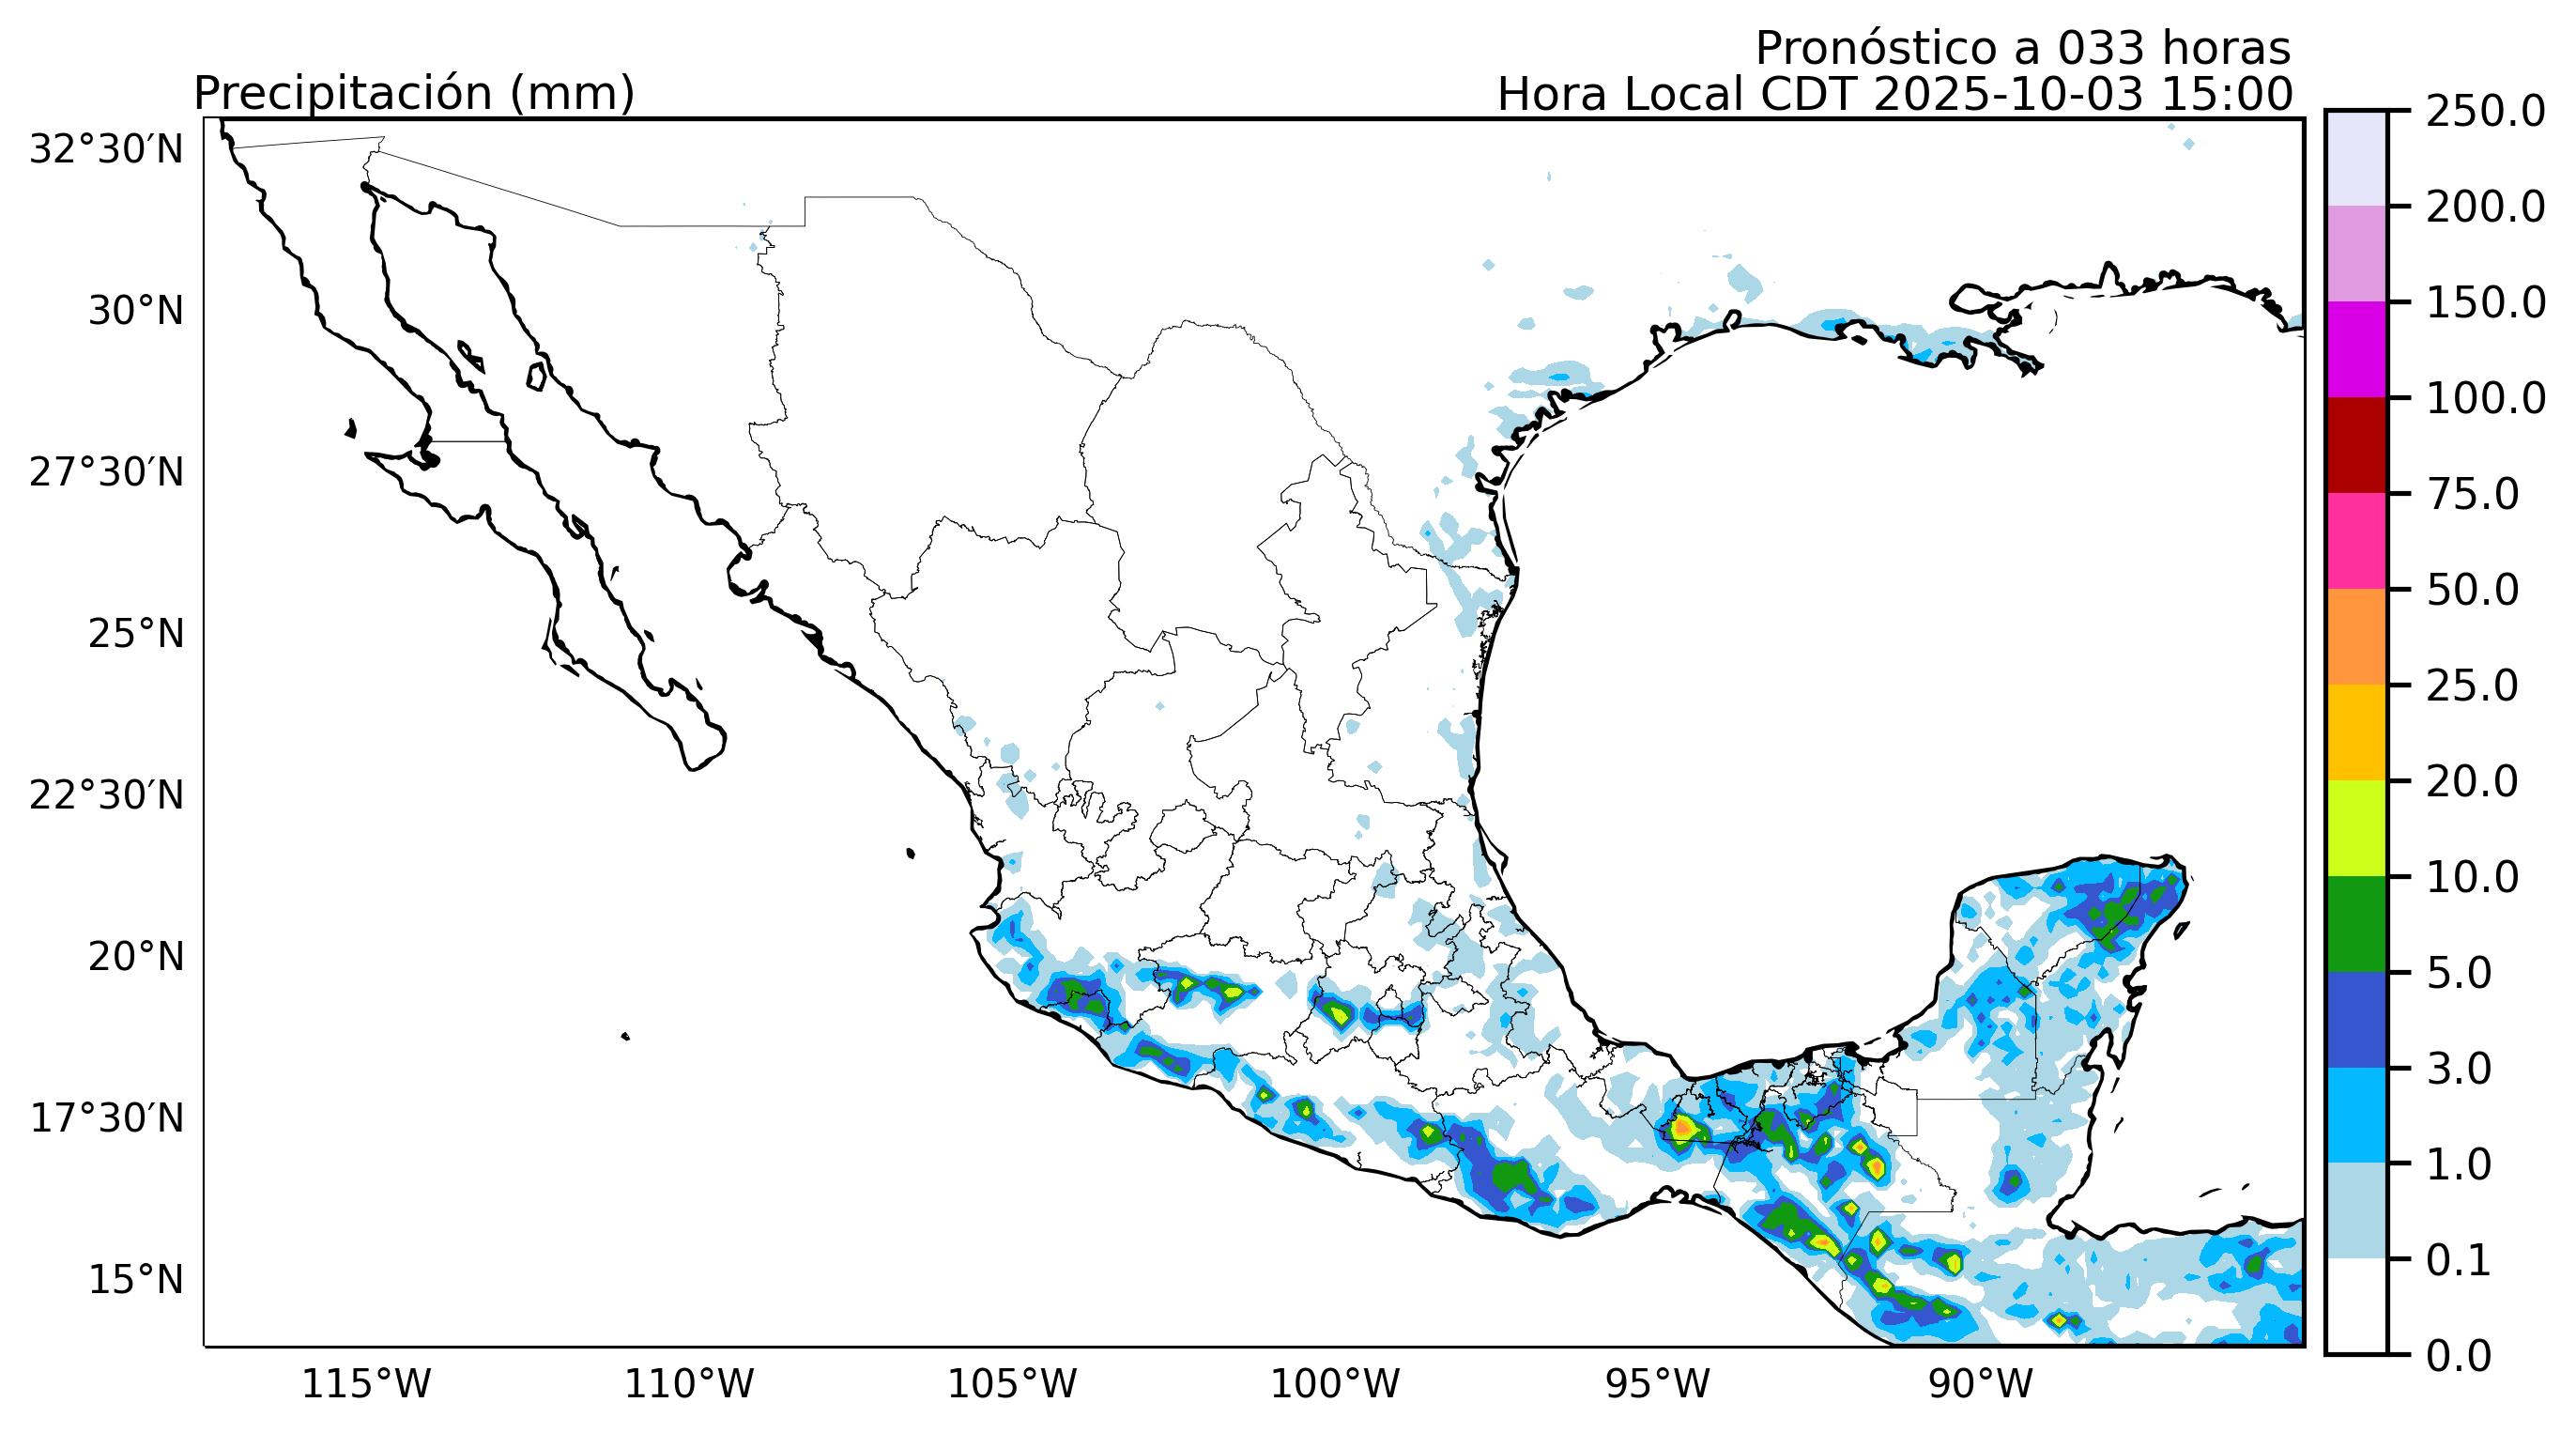 Pronóstico a 033 horas
Precipitación (mm)
Hora Local CDT 2025-10-03 15:00
32°30′N
30°N
27°30′N
25°N
22°30′N
20°N
17°30′N
15°N
115°W
110°W
105°W
100°W
95°W
90°W
250.0
200.0
150.0
100.0
75.0
50.0
25.0
20.0
10.0
5.0
3.0
1.0
0.1
0.0